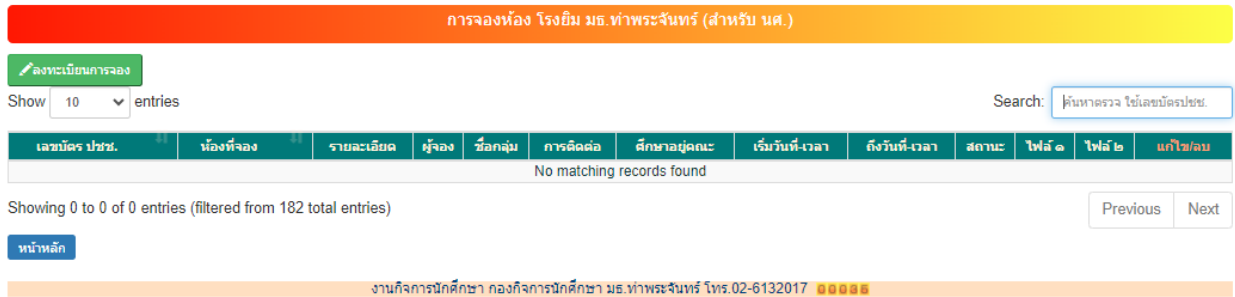 การจองห้อง โรงยิม มธ.ท่าพระจันทร์ (สำหรับ นศ.)
ลงทะเบียนการจอง
Show 10 entries
Search: ค้นหาตรวจ ใช้เลขบัตรปชช.
เลขบัตร ปชช. ห้องที่จอง รายละเอียด ผู้จอง ชื่อกลุ่ม การติดต่อ ศึกษาอยู่คณะ เริ่มวันที่-เวลา ถึงวันที่-เวลา สถานะ ไฟล์ ๑ ไฟล์ ๒ แก้ไข/ลบ
No matching records found
Showing 0 to 0 of 0 entries (filtered from 182 total entries)
Previous Next
หน้าหลัก
งานกิจการนักศึกษา กองกิจการนักศึกษา มธ.ท่าพระจันทร์ โทร.02-6132017 00035